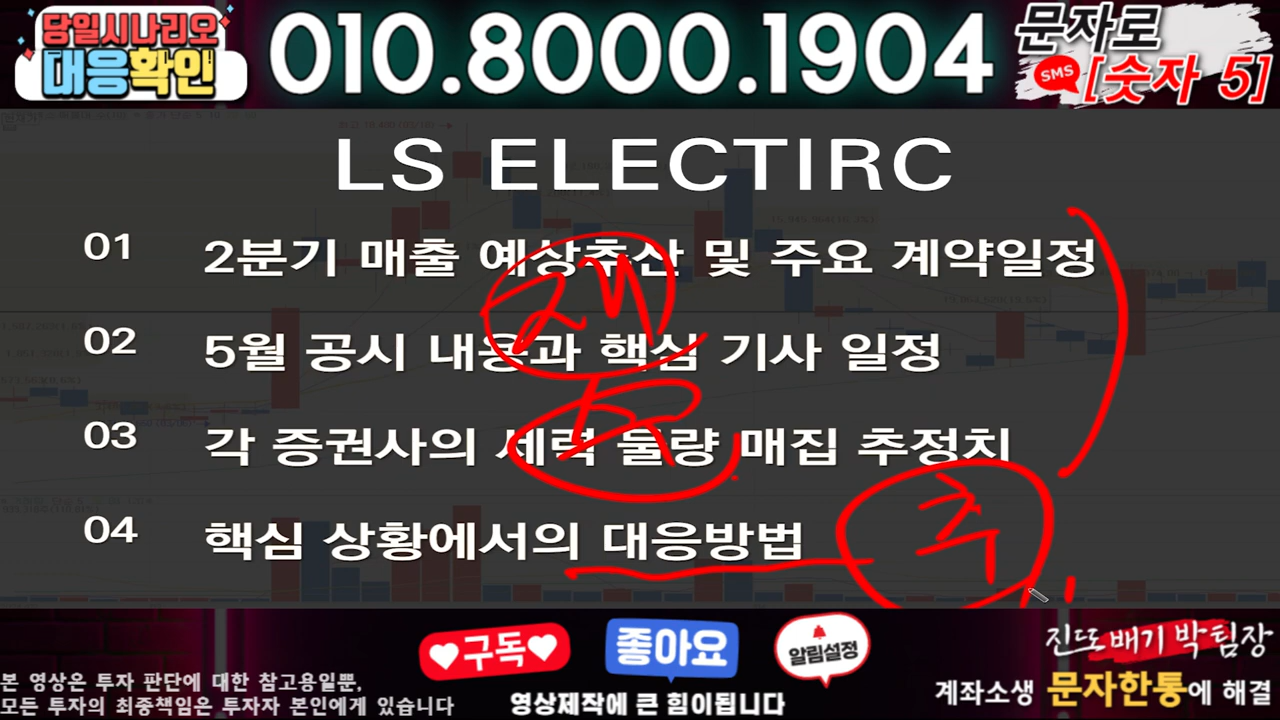 당일시나리오
대응확인
010.8000.1904
문자로
SMS
[숫자 5]
LS ELECTIRC
01 2분기 매출 예상추산 및 주요 계약일정
02 5월 공시 내용과 핵심 기사 일정
03 각 증권사의 세력 물량 매집 추정치
04 핵심 상황에서의 대응방법
재
료
추
구독
좋아요
알림설정
영상제작에 큰 힘이됩니다
본 영상은 투자 판단에 대한 참고용일뿐,
모든 투자의 최종책임은 투자자 본인에게 있습니다
진또배기 박팀장
계좌소생 문자한통에 해결